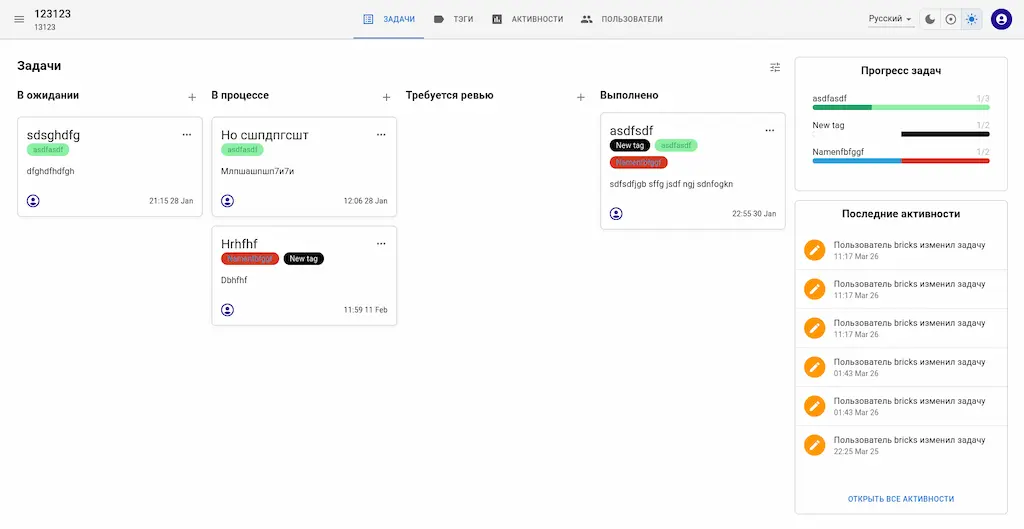 123123
13123
ЗАДАЧИ
ТЭГИ
АКТИВНОСТИ
ПОЛЬЗОВАТЕЛИ
Русский
Задачи
В ожидании
sdsghdfg
asdfasdf
dfghdfhdfgh
21:15 28 Jan
В процессе
Но сшпдпгсшт
asdfasdf
Млпшашпшп7и7и
12:06 28 Jan
Hrhfhf
Namenfbfggf New tag
Dbhfhf
11:59 11 Feb
Требуется ревью
Выполнено
asdfsdf
New tag asdfasdf
Namenfbfggf
sdfsdfjgb sffg jsdf ngj sdnfogkn
22:55 30 Jan
Прогресс задач
asdfasdf 1/3
New tag 1/2
Namenfbfggf 1/2
Последние активности
Пользователь bricks изменил задачу
11:17 Mar 26
Пользователь bricks изменил задачу
11:17 Mar 26
Пользователь bricks изменил задачу
11:17 Mar 26
Пользователь bricks изменил задачу
01:43 Mar 26
Пользователь bricks изменил задачу
01:43 Mar 26
Пользователь bricks изменил задачу
22:25 Mar 25
ОТКРЫТЬ ВСЕ АКТИВНОСТИ